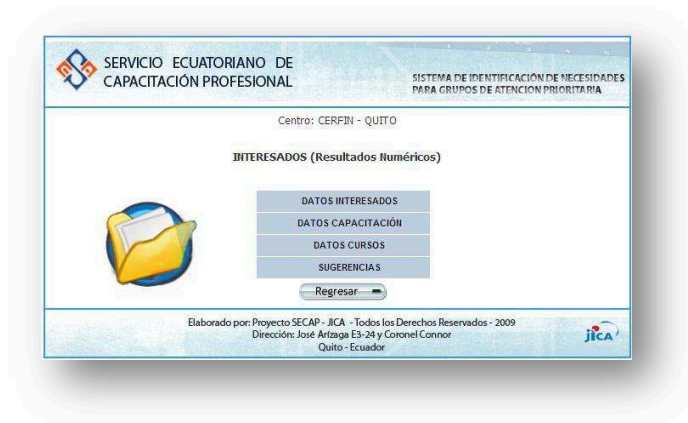 SERVICIO ECUATORIANO DE
CAPACITACIÓN PROFESIONAL
SISTEMA DE IDENTIFICACIÓN DE NECESIDADES
PARA GRUPOS DE ATENCION PRIORITARIA
Centro: CERFIN - QUITO
INTERESADOS (Resultados Numéricos)
DATOS INTERESADOS
DATOS CAPACITACIÓN
DATOS CURSOS
SUGERENCIAS
Regresar
Elaborado por: Proyecto SECAP - JICA - Todos los Derechos Reservados - 2009
Dirección: José Arízaga E3-24 y Coronel Connor
Quito - Ecuador
jica